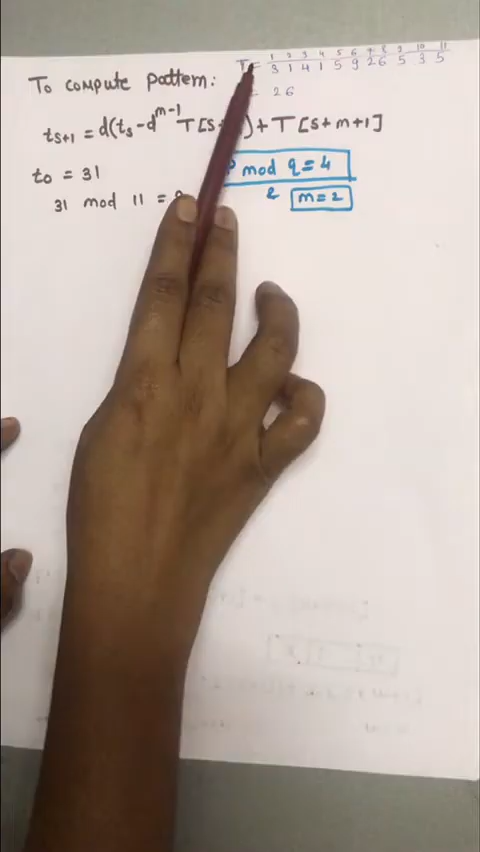 1 2 3 4 5 6 7 8 9 10 11
T = 3 1 4 1 5 9 2 6 5 3 5
To compute pattern:
= 26
ts+1 = d(ts - d^m-1 T[s+ ) + T[s+m+1]
to = 31
P mod q = 4
31 mod 11 =
& m = 2